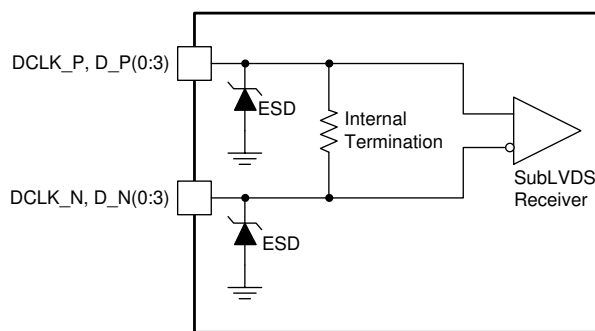 DCLK_P, D_P(0:3)
ESD
Internal
Termination
SubLVDS
Receiver
DCLK_N, D_N(0:3)
ESD